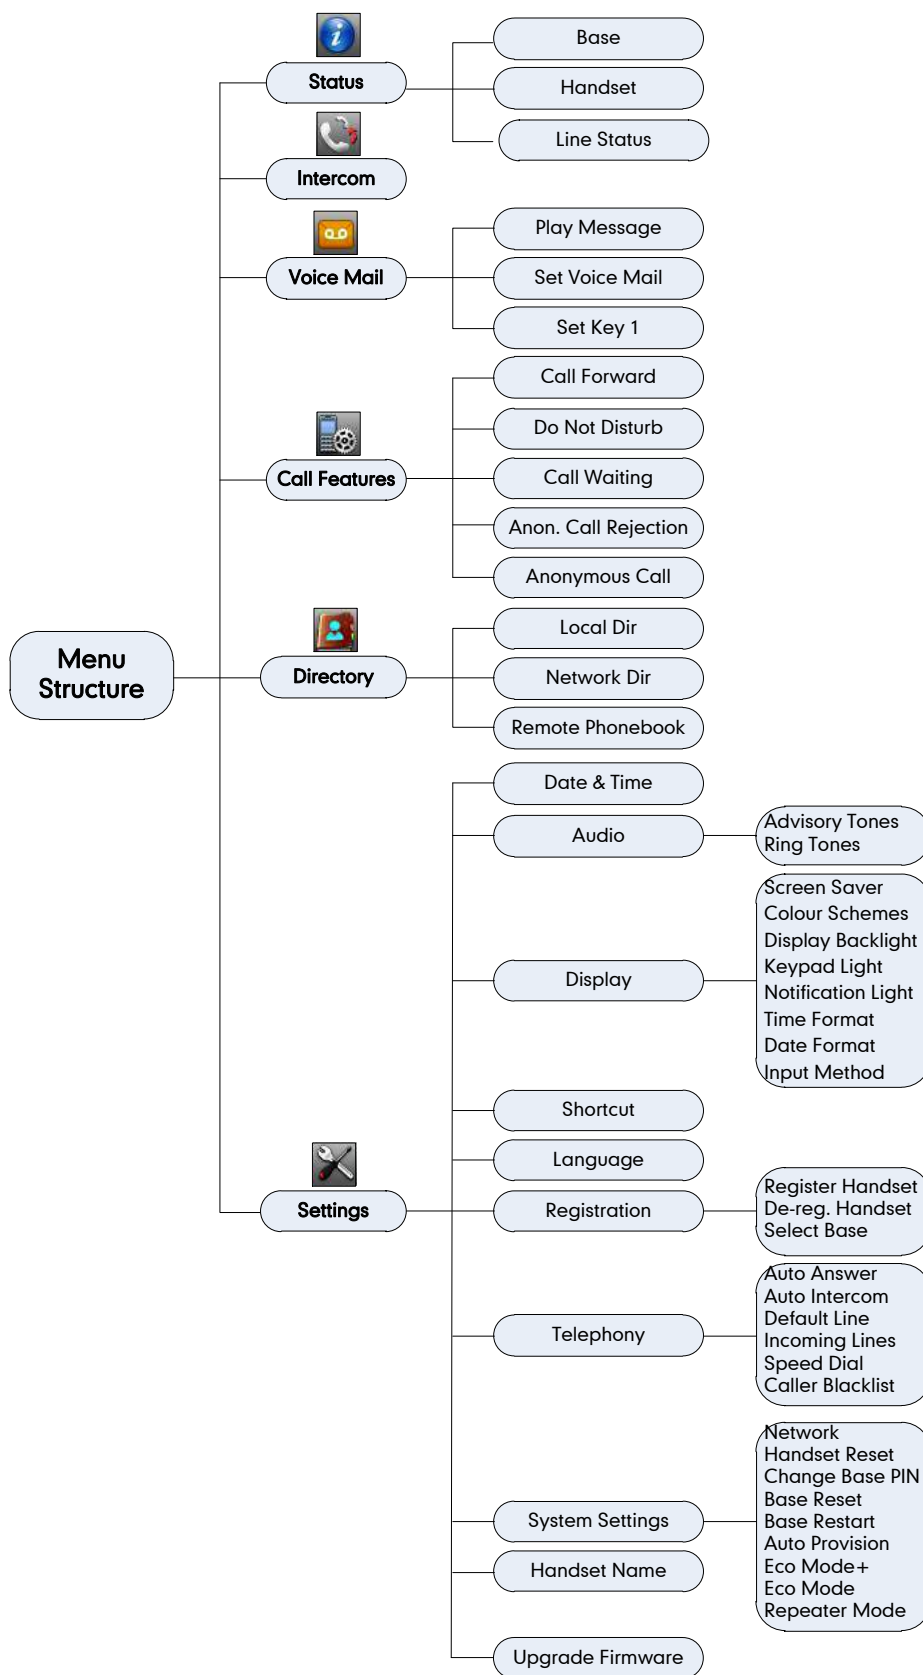 Menu
Structure
Status
Base
Handset
Line Status
Intercom
Voice Mail
Play Message
Set Voice Mail
Set Key 1
Call Features
Call Forward
Do Not Disturb
Call Waiting
Anon. Call Rejection
Anonymous Call
Directory
Local Dir
Network Dir
Remote Phonebook
Settings
Date & Time
Audio
Advisory Tones
Ring Tones
Display
Screen Saver
Colour Schemes
Display Backlight
Keypad Light
Notification Light
Time Format
Date Format
Input Method
Shortcut
Language
Registration
Register Handset
De-reg. Handset
Select Base
Telephony
Auto Answer
Auto Intercom
Default Line
Incoming Lines
Speed Dial
Caller Blacklist
System Settings
Network
Handset Reset
Change Base PIN
Base Reset
Base Restart
Auto Provision
Eco Mode+
Eco Mode
Repeater Mode
Handset Name
Upgrade Firmware